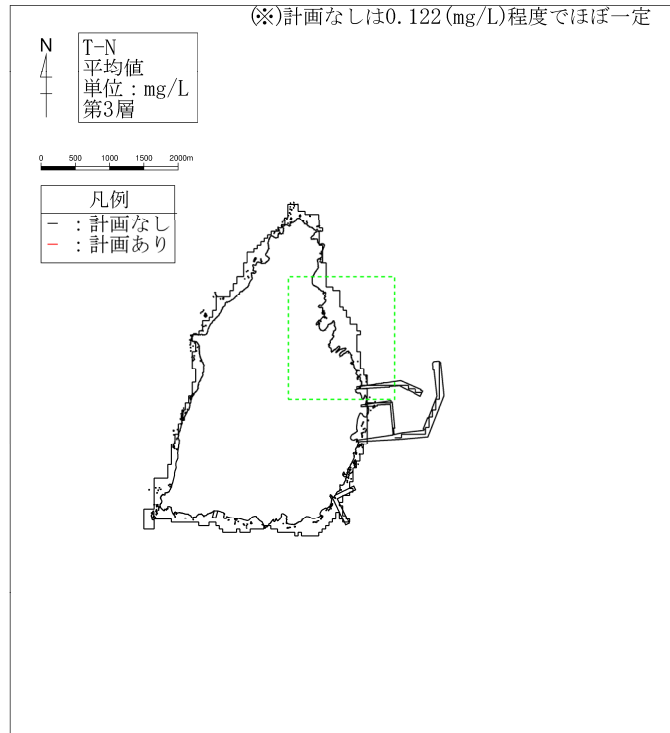 (※)計画なしは0.122(mg/L)程度でほぼ一定
N
T-N
平均値
単位：mg/L
第3層
0 500 1000 1500 2000m
凡例
－ ：計画なし
－ ：計画あり